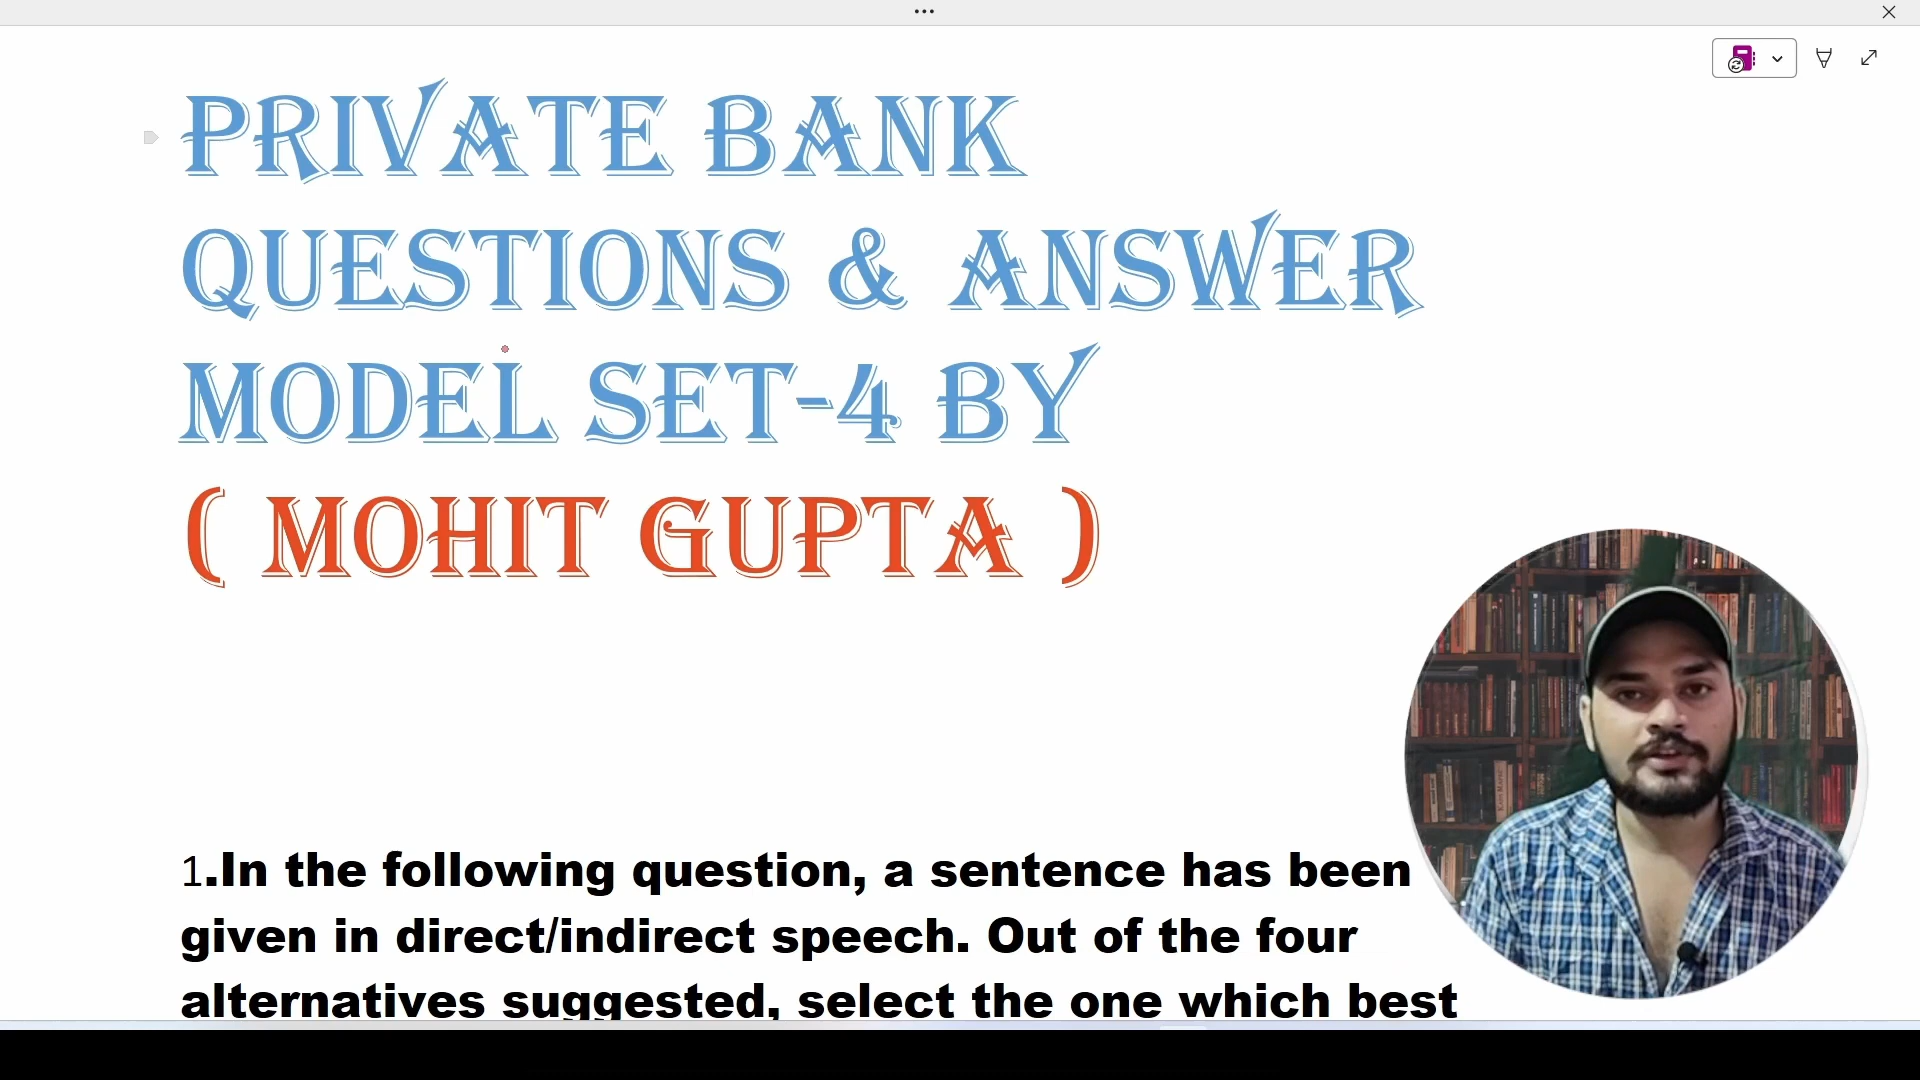 PRIVATE BANK
QUESTIONS & ANSWER
MODEL SET-4 BY
( MOHIT GUPTA )
1.In the following question, a sentence has been
given in direct/indirect speech. Out of the four
alternatives suggested, select the one which best